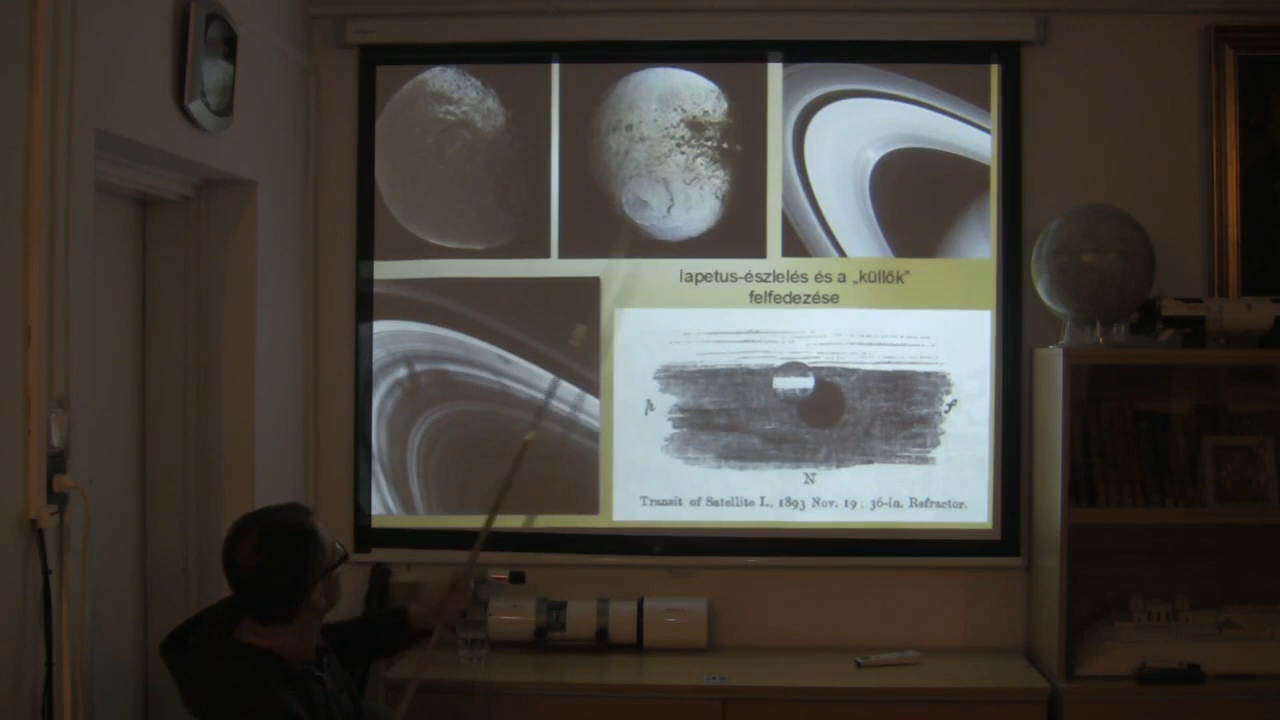 Iapetus-észlelés és a „küllők”
felfedezése
p f
N
Transit of Satellite I., 1893 Nov. 19 ; 36-in. Refractor.